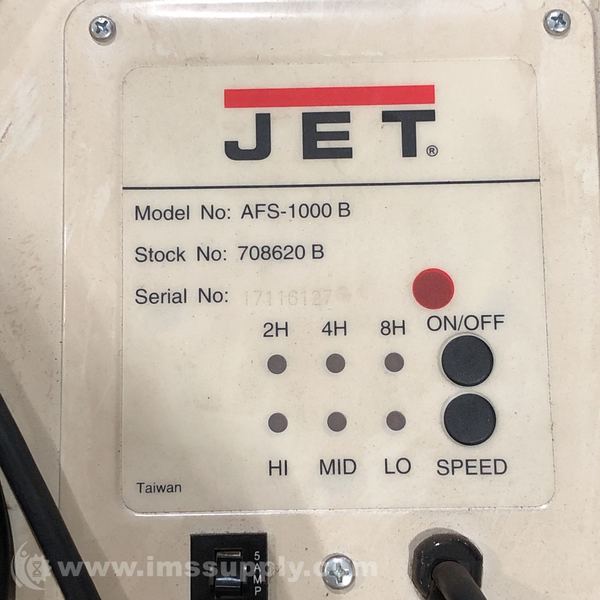 JET®
Model No: AFS-1000 B
Stock No: 708620 B
Serial No: 17116127
2H 4H 8H ON/OFF
HI MID LO SPEED
Taiwan
5 AMP
www.imssupply.com